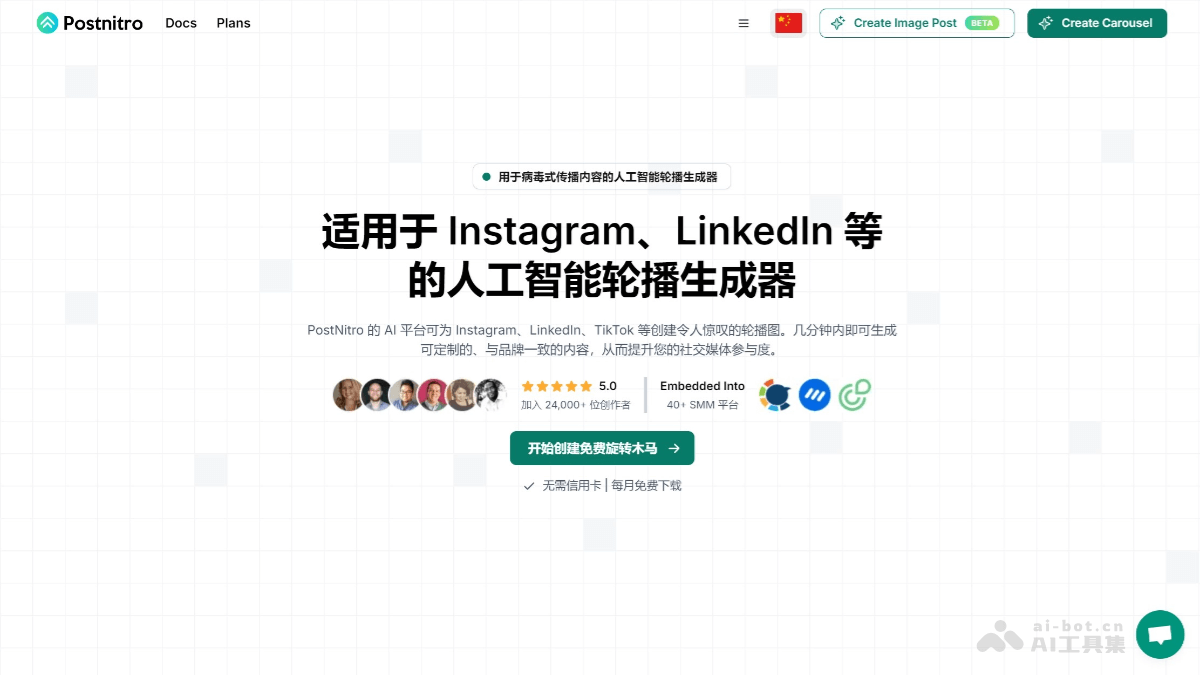 Postnitro Docs Plans Create Image Post BETA Create Carousel
用于病毒式传播内容的人工智能轮播生成器
适用于 Instagram、LinkedIn 等
的人工智能轮播生成器
PostNitro 的 AI 平台可为 Instagram、LinkedIn、TikTok 等创建令人惊叹的轮播图。几分钟内即可生成
可定制的、与品牌一致的内容，从而提升您的社交媒体参与度。
5.0
加入 24,000+ 位创作者
Embedded Into
40+ SMM 平台
开始创建免费旋转木马 →
无需信用卡 | 每月免费下载
ai-bot.cn
AI工具集